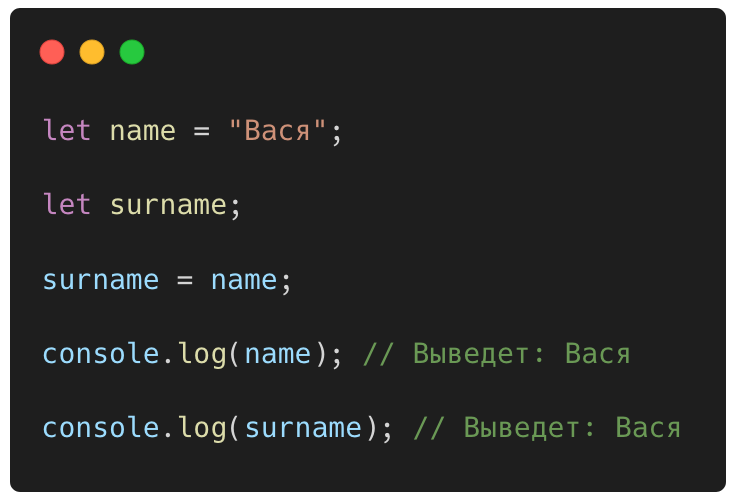 let name = "Вася";
let surname;
surname = name;
console.log(name); // Выведет: Вася
console.log(surname); // Выведет: Вася